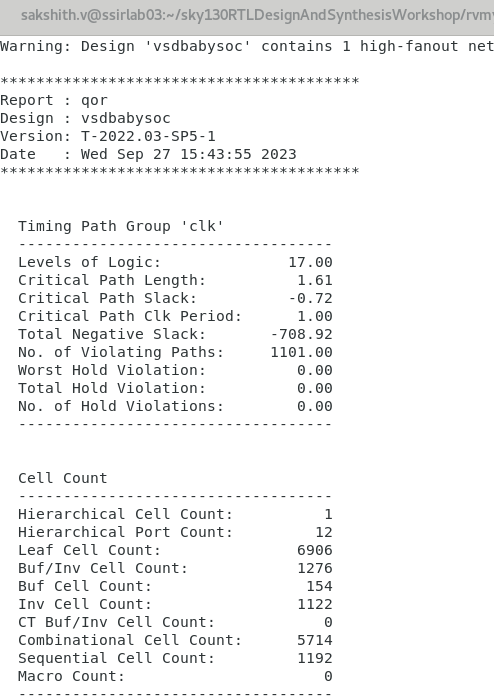 sakshith.v@ssirlab03:~/sky130RTLDesignAndSynthesisWorkshop/rvmy
Warning: Design 'vsdbabysoc' contains 1 high-fanout net
****************************************
Report : qor
Design : vsdbabysoc
Version: T-2022.03-SP5-1
Date   : Wed Sep 27 15:43:55 2023
****************************************
Timing Path Group 'clk'
-----------------------------------
Levels of Logic:              17.00
Critical Path Length:          1.61
Critical Path Slack:          -0.72
Critical Path Clk Period:      1.00
Total Negative Slack:       -708.92
No. of Violating Paths:     1101.00
Worst Hold Violation:          0.00
Total Hold Violation:          0.00
No. of Hold Violations:        0.00
-----------------------------------
Cell Count
-----------------------------------
Hierarchical Cell Count:          1
Hierarchical Port Count:         12
Leaf Cell Count:               6906
Buf/Inv Cell Count:            1276
Buf Cell Count:                 154
Inv Cell Count:                1122
CT Buf/Inv Cell Count:            0
Combinational Cell Count:      5714
Sequential Cell Count:         1192
Macro Count:                      0
-----------------------------------